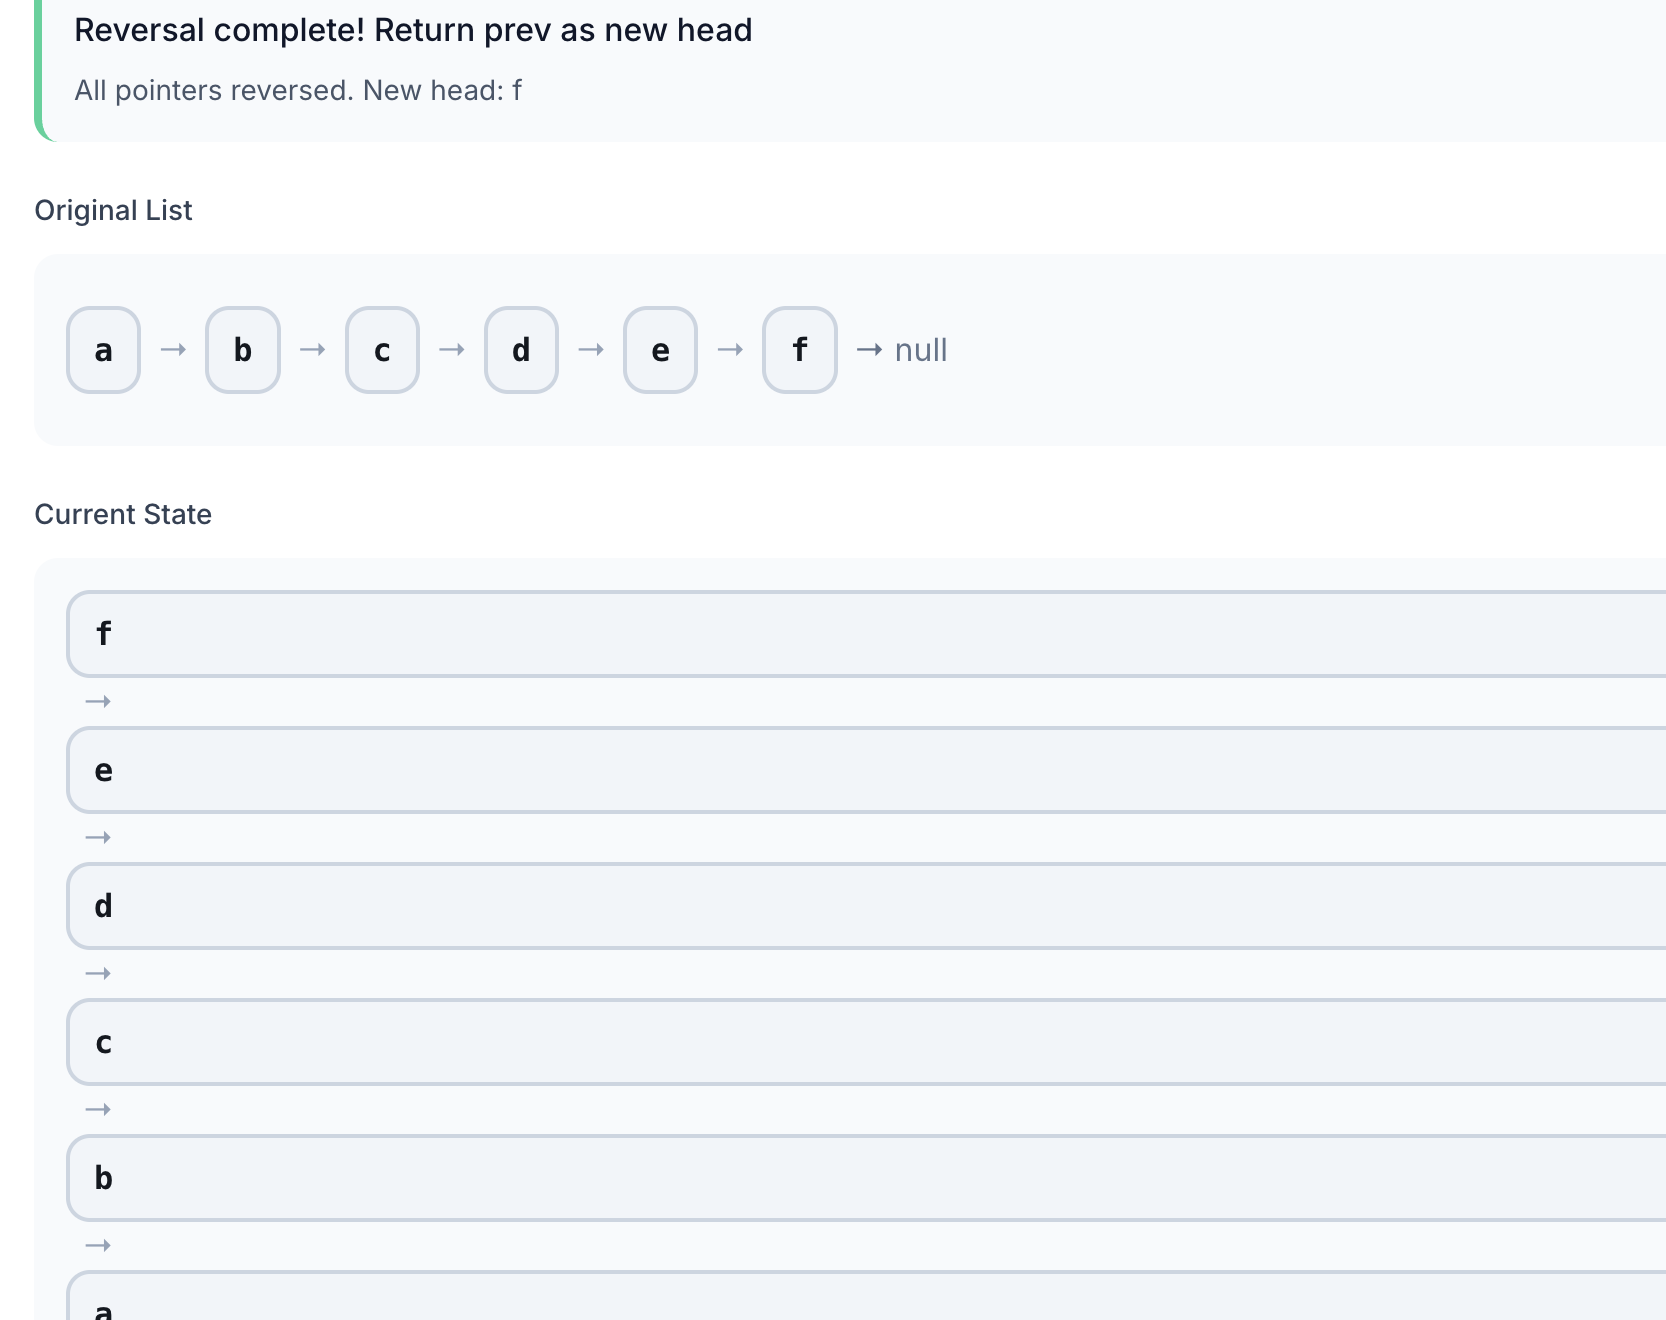 Reversal complete! Return prev as new head
All pointers reversed. New head: f
Original List
a → b → c → d → e → f → null
Current State
f
→
e
→
d
→
c
→
b
→
a